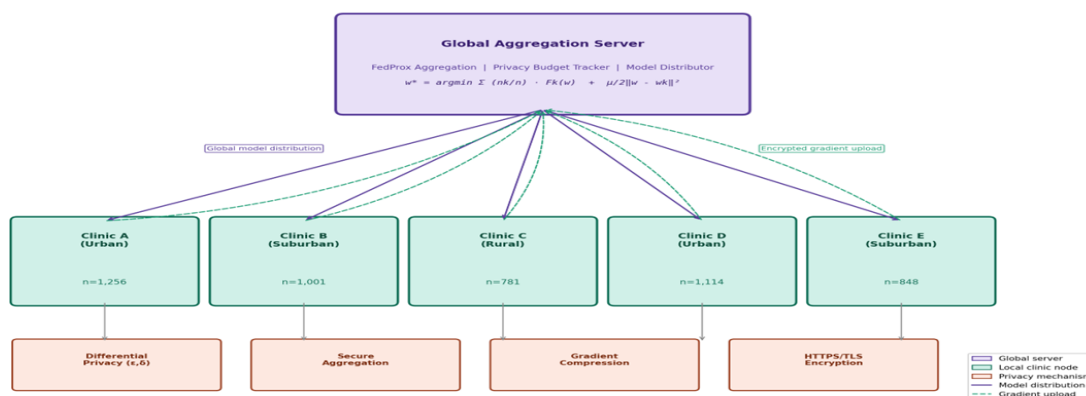 Global Aggregation Server
FedProx Aggregation | Privacy Budget Tracker | Model Distributor
w* = argmin Σ (nk/n) · Fk(w) + μ/2‖w - wk‖²
Global model distribution
Encrypted gradient upload
Clinic A
(Urban)
n=1,256
Clinic B
(Suburban)
n=1,001
Clinic C
(Rural)
n=781
Clinic D
(Urban)
n=1,114
Clinic E
(Suburban)
n=848
Differential
Privacy (ε,δ)
Secure
Aggregation
Gradient
Compression
HTTPS/TLS
Encryption
Global server
Local clinic node
Privacy mechanism
Model distribution
Gradient upload